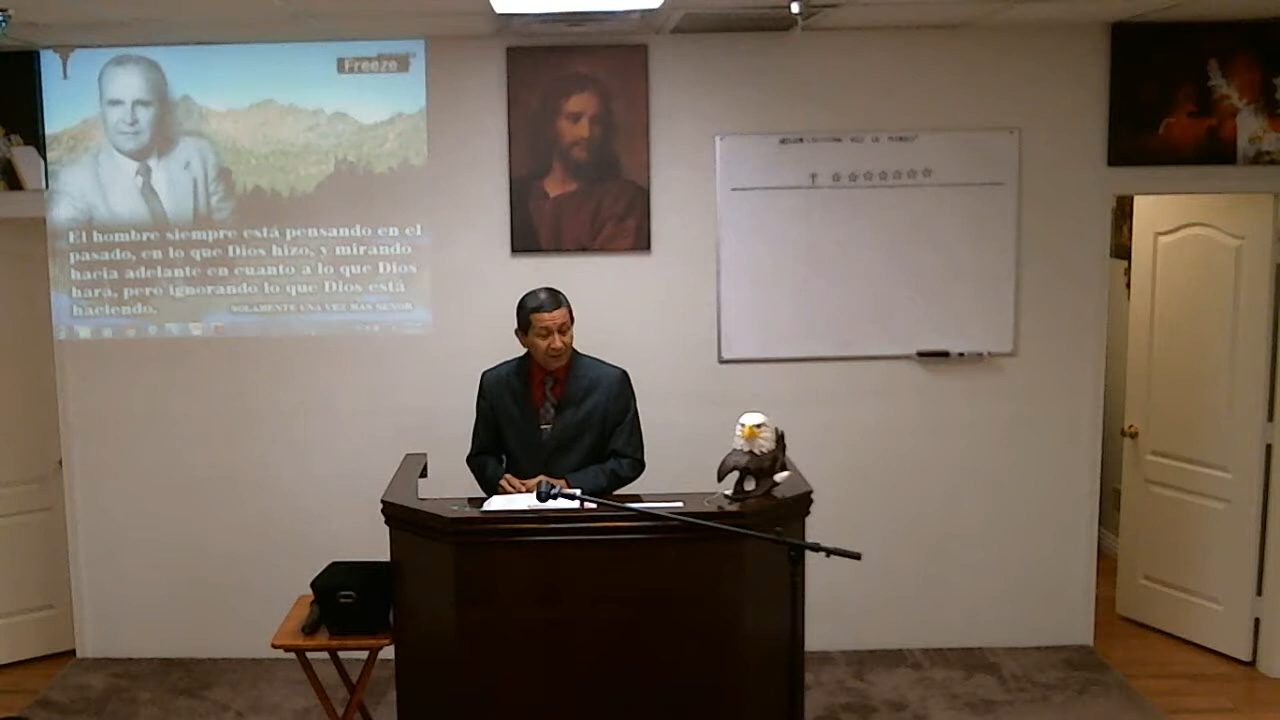 Freeze
El hombre siempre está pensando en el
pasado, en lo que Dios hizo, y mirando
hacia adelante en cuanto a lo que Dios
hará, pero ignorando lo que Dios está
haciendo.
SOLAMENTE UNA VEZ MAS SEÑOR